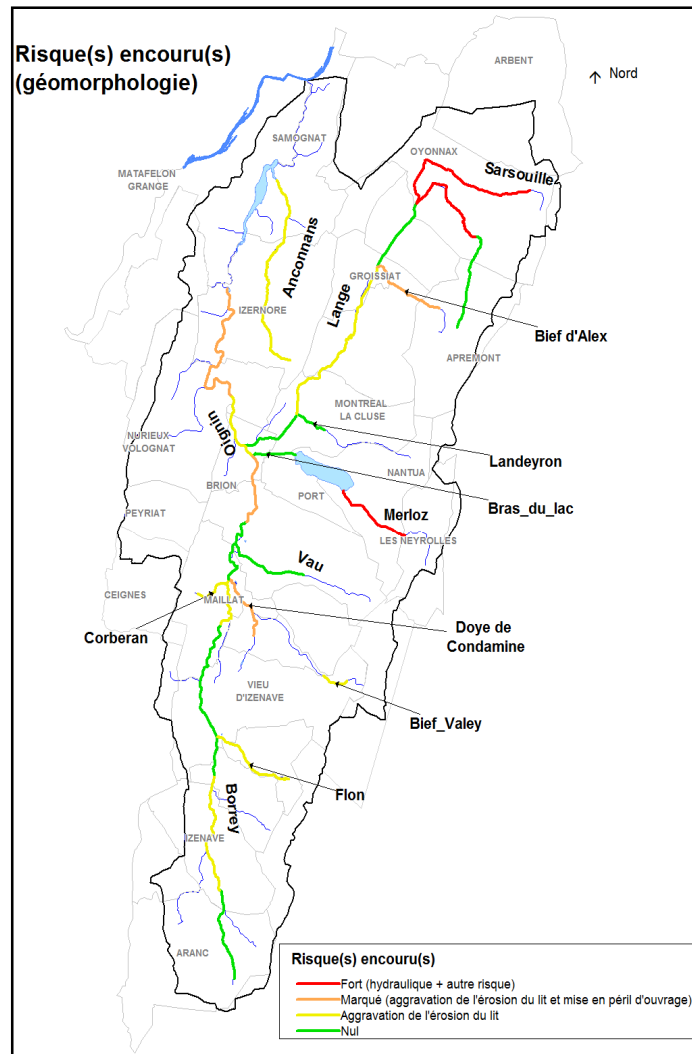 Risque(s) encouru(s)
(géomorphologie)
ARBENT
Nord
SAMOGNAT
OYONNAX
MATAFELON
GRANGE
Sarsouille
Anconnans
GROISSIAT
IZERNORE
Lange
Bief d'Alex
APREMONT
MONTREAL
LA CLUSE
Oignin
NURIEUX
VOLOGNAT
Landeyron
NANTUA
BRION
PORT
Bras_du_lac
PEYRIAT
Merloz
LES NEYROLLES
Vau
CEIGNES
MAILLAT
Corberan
Doye de
Condamine
VIEU
D'IZENAVE
Bief_Valey
Flon
Borrey
IZENAVE
ARANC
Risque(s) encouru(s)
Fort (hydraulique + autre risque)
Marqué (aggravation de l'érosion du lit et mise en péril d'ouvrage)
Aggravation de l'érosion du lit
Nul